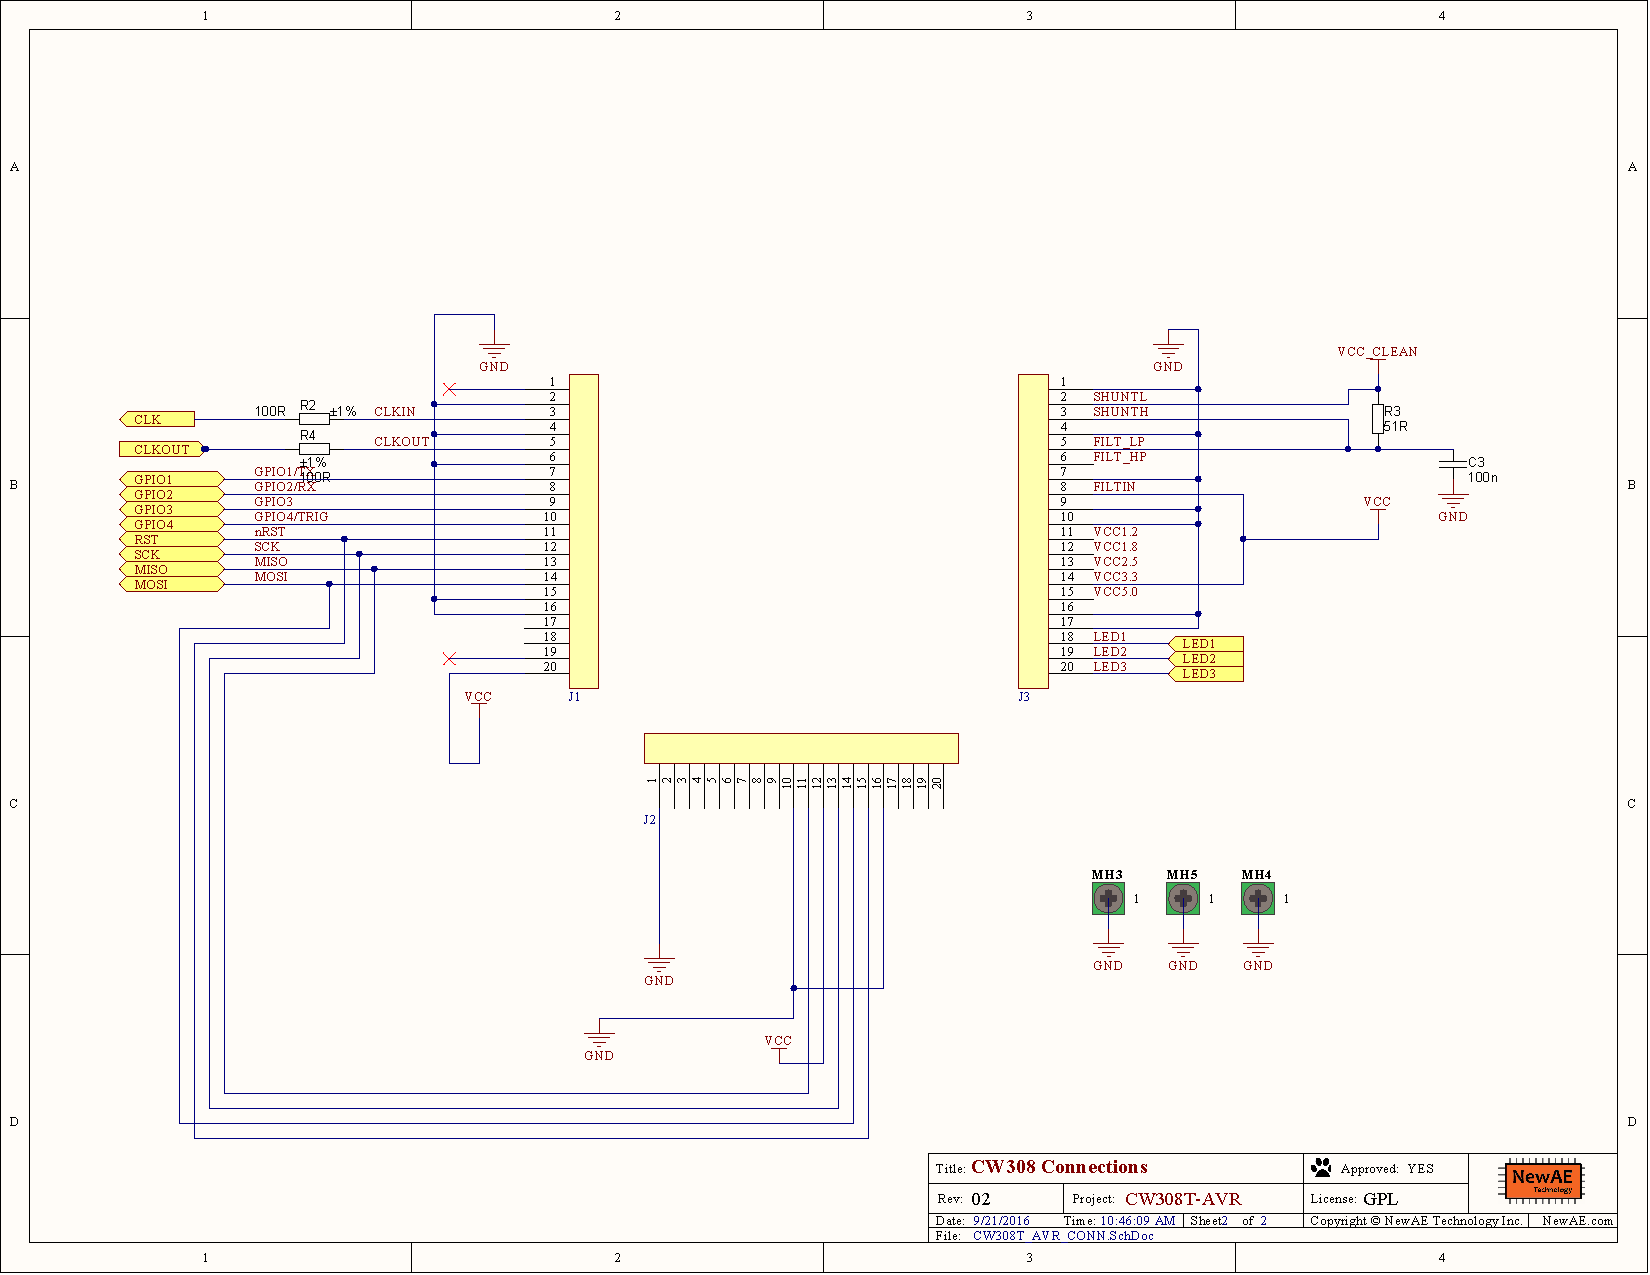 1 2 3 4
A A
GND
VCC_CLEAN
GND
1
2
3
4
5
6
7
8
9
10
11
12
13
14
15
16
17
18
19
20
J1
CLK
100R R2 ±1% CLKIN
CLKOUT
R4 CLKOUT
±1%
100R
GPIO1 GPIO1/TX
GPIO2 GPIO2/RX
GPIO3 GPIO3
GPIO4 GPIO4/TRIG
RST nRST
SCK SCK
MISO MISO
MOSI MOSI
VCC
B B
1
2 SHUNTL
3 SHUNTH
4
5 FILT_LP
6 FILT_HP
7
8 FILTIN
9
10
11 VCC1.2
12 VCC1.8
13 VCC2.5
14 VCC3.3
15 VCC5.0
16
17
18 LED1 LED1
19 LED2 LED2
20 LED3 LED3
J3
R3
51R
C3
100n
GND
VCC
1 2 3 4 5 6 7 8 9 10 11 12 13 14 15 16 17 18 19 20
J2
C C
MH3 MH5 MH4
1 1 1
GND GND GND
GND
GND
VCC
D D
Title: CW308 Connections
Approved: YES
Rev: 02 Project: CW308T-AVR
License: GPL
Date: 9/21/2016 Time: 10:46:09 AM Sheet2 of 2
Copyright © NewAE Technology Inc. NewAE.com
File: CW308T_AVR_CONN.SchDoc
NewAE
Technology
1 2 3 4